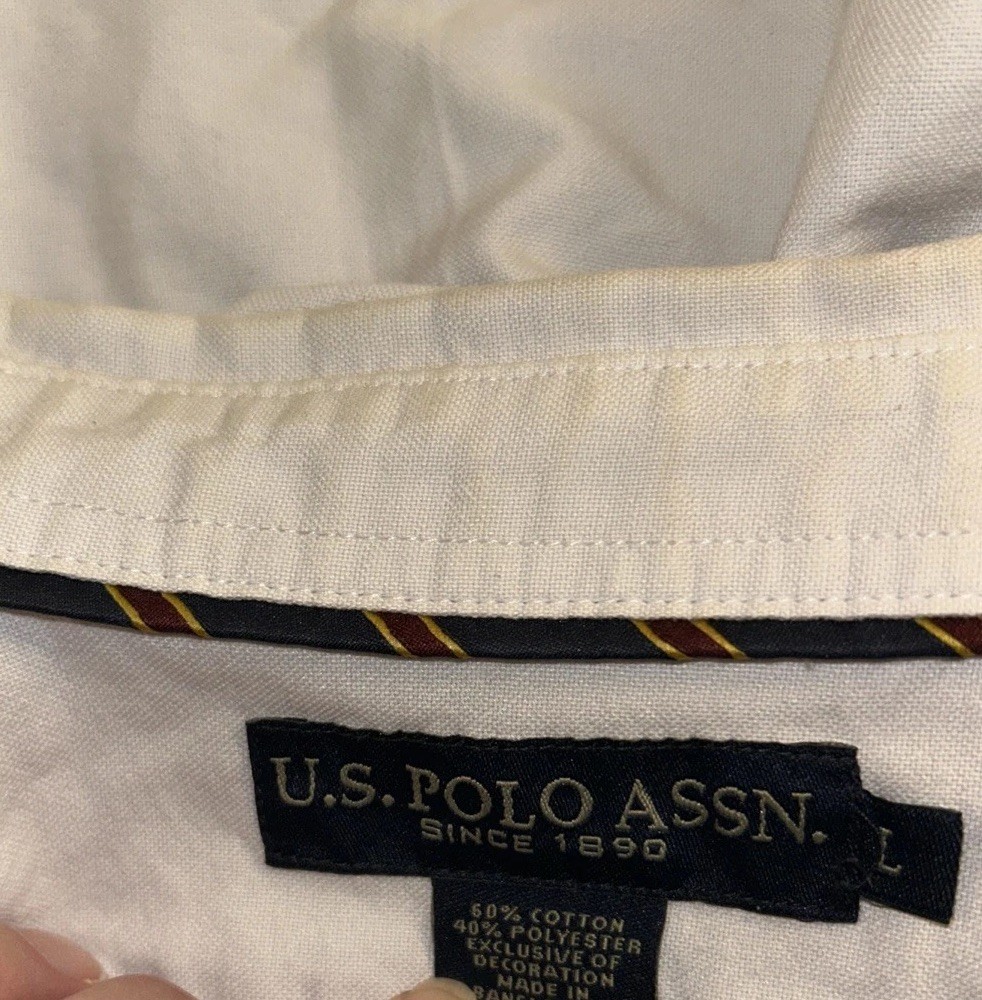 U.S. POLO ASSN.
SINCE 1890
L
60% COTTON
40% POLYESTER
EXCLUSIVE OF
DECORATION
MADE IN